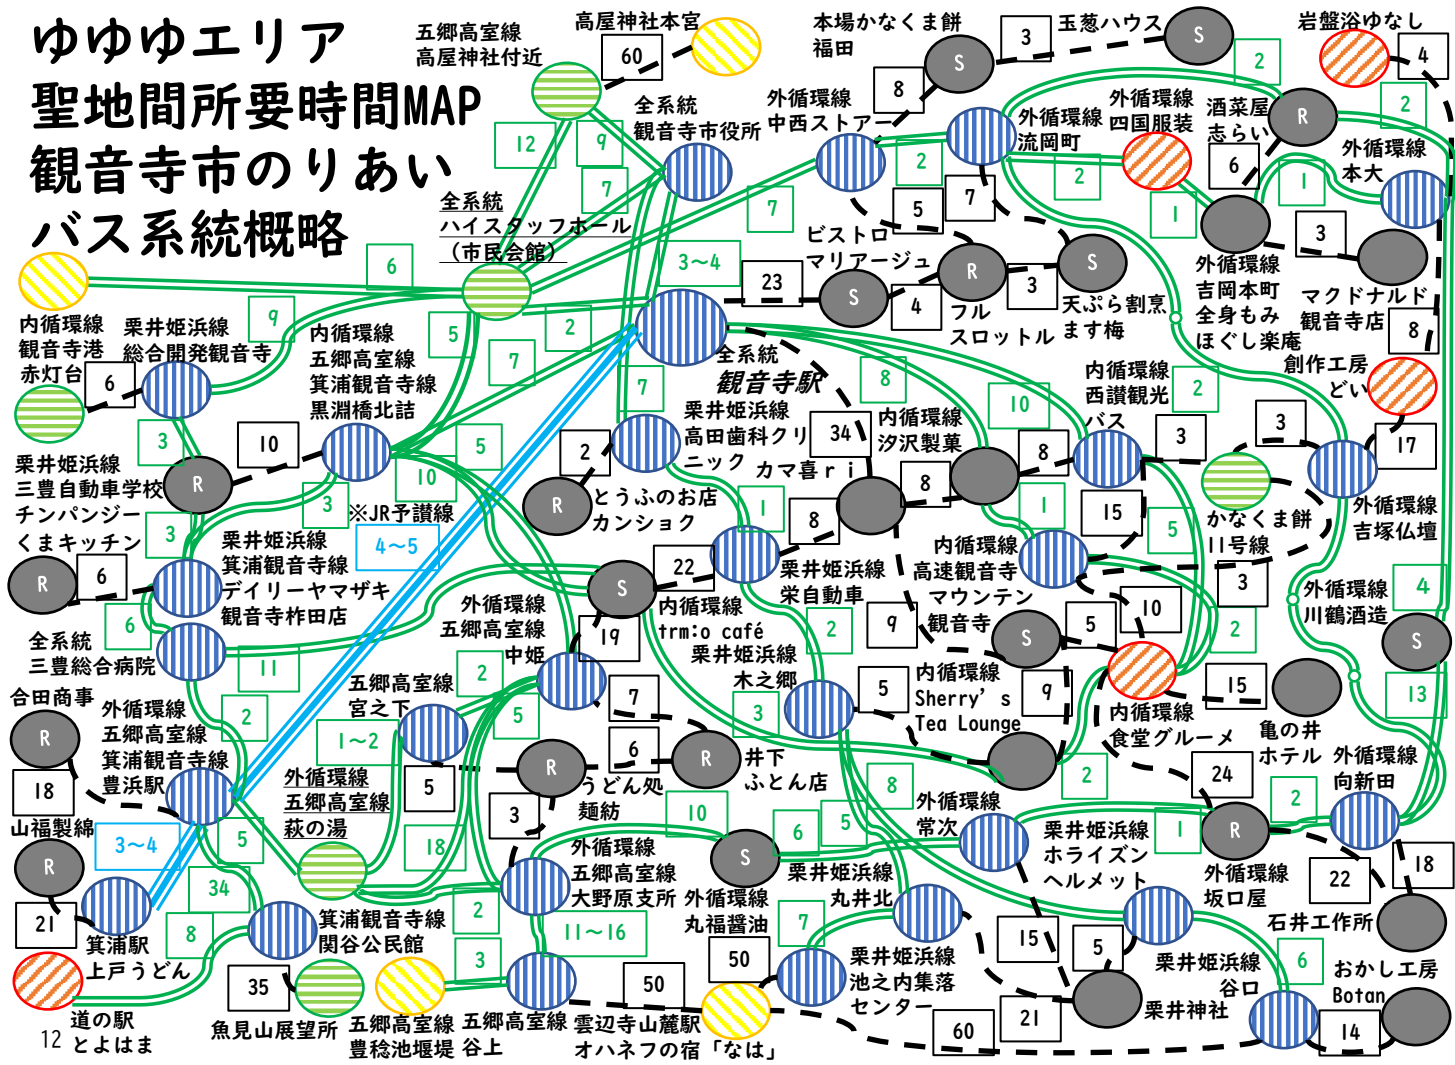 ゆゆゆエリア
聖地間所要時間MAP
観音寺市のりあい
バス系統概略
五郷高室線
高屋神社付近
12
9
高屋神社本宮
60
全系統
観音寺市役所
7
本場かなくま餅
福田
8
3
玉葱ハウス
S
S
外循環線
中西ストアー
2
外循環線
流岡町
外循環線
四国服装
2
2
酒菜屋
志らい
R
6
岩盤浴ゆなし
4
2
外循環線
本大
1
1
全系統
ハイスタッフホール
（市民会館）
7
5
7
ビストロ
マリアージュ
S
4
R
フル
スロットル
3
S
天ぷら割烹
ます梅
外循環線
吉岡本町
全身もみ
ほぐし楽庵
3
マクドナルド
観音寺店
8
創作工房
どい
6
内循環線
観音寺港
赤灯台
栗井姫浜線
総合開発観音寺
9
6
内循環線
五郷高室線
箕浦観音寺線
黒淵橋北詰
5
7
2
3～4
23
全系統
観音寺駅
8
10
内循環線
西讃観光
バス
2
3
3
17
外循環線
吉塚仏壇
3
10
栗井姫浜線
三豊自動車学校
チンパンジー
くまキッチン
R
R
3
6
3
5
10
※JR予讃線
4～5
7
栗井姫浜線
高田歯科クリ
ニック
2
R
とうふのお店
カンショク
34
カマ喜ｒｉ
内循環線
汐沢製菓
8
8
1
8
15
1
5
かなくま餅
11号線
3
栗井姫浜線
箕浦観音寺線
デイリーヤマザキ
観音寺柞田店
全系統
三豊総合病院
6
11
22
S
内循環線
trm:o café
栗井姫浜線
栄自動車
内循環線
高速観音寺
マウンテン
観音寺
S
9
5
10
2
外循環線
川鶴酒造
4
S
13
外循環線
五郷高室線
中姫
19
栗井姫浜線
木之郷
2
5
内循環線
Sherry’s
Tea Lounge
9
内循環線
食堂グルーメ
15
亀の井
ホテル
合田商事
R
18
外循環線
五郷高室線
箕浦観音寺線
豊浜駅
2
五郷高室線
宮之下
2
5
1～2
7
6
3
2
24
外循環線
向新田
2
外循環線
五郷高室線
萩の湯
5
R
うどん処
麺紡
R
井下
ふとん店
3
山福製綿
R
3～4
5
18
10
6
5
8
外循環線
常次
栗井姫浜線
ホライズン
ヘルメット
1
R
外循環線
坂口屋
22
18
石井工作所
21
箕浦駅
34
8
箕浦観音寺線
関谷公民館
2
外循環線
五郷高室線
大野原支所
S
外循環線
丸福醤油
栗井姫浜線
丸井北
11～16
7
15
5
上戸うどん
道の駅
とよはま
35
魚見山展望所
五郷高室線
豊稔池堰堤
3
五郷高室線
谷上
50
50
雲辺寺山麓駅
オハネフの宿「なは」
栗井姫浜線
池之内集落
センター
60
21
栗井神社
栗井姫浜線
谷口
6
おかし工房
Botan
14
12